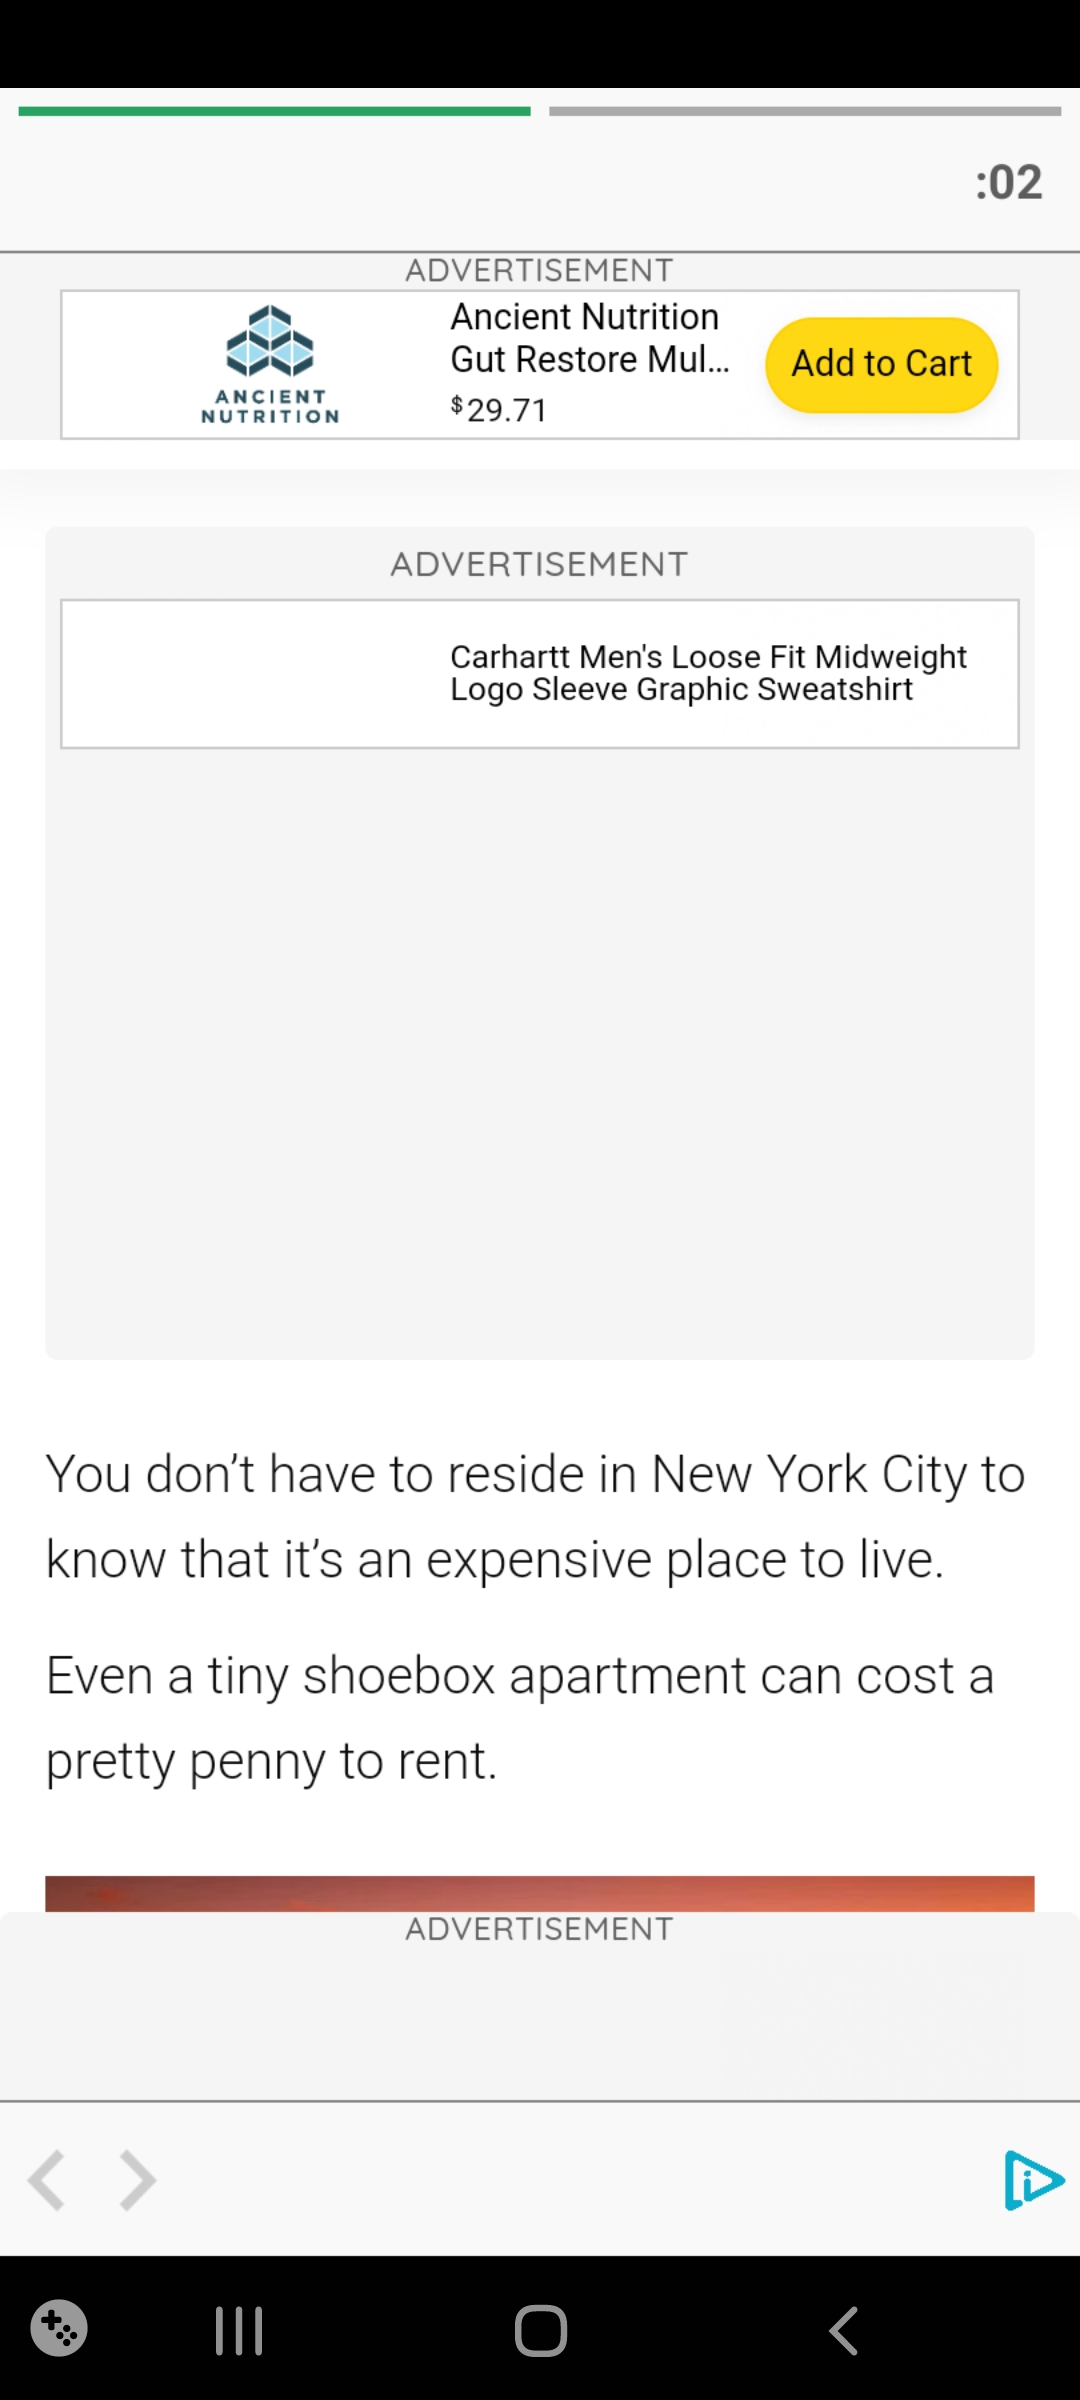 :02
ADVERTISEMENT
ANCIENT
NUTRITION
Ancient Nutrition
Gut Restore Mul...
$29.71
Add to Cart
ADVERTISEMENT
Carhartt Men's Loose Fit Midweight
Logo Sleeve Graphic Sweatshirt
You don’t have to reside in New York City to
know that it’s an expensive place to live.
Even a tiny shoebox apartment can cost a
pretty penny to rent.
ADVERTISEMENT